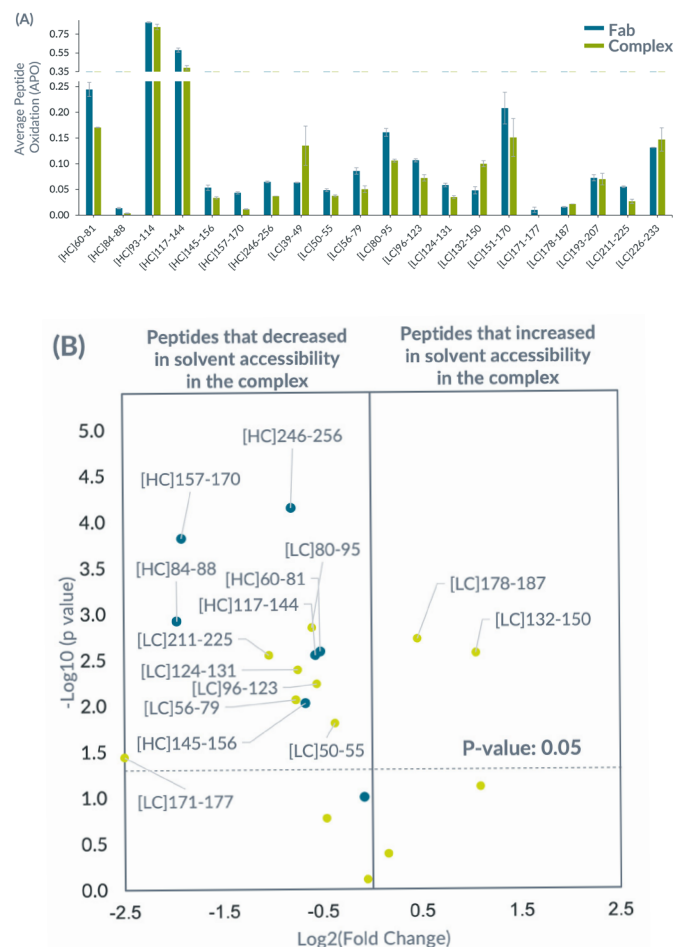 (A)
Average Peptide
Oxidation (APO)
0.75
0.55
0.35
0.25
0.20
0.15
0.10
0.05
0.00
Fab
Complex
[HC]60-81
[HC]84-88
[HC]93-114
[HC]117-144
[HC]145-156
[HC]157-170
[HC]246-256
[LC]39-49
[LC]50-55
[LC]56-79
[LC]80-95
[LC]96-123
[LC]124-131
[LC]132-150
[LC]151-170
[LC]171-177
[LC]178-187
[LC]193-207
[LC]211-225
[LC]226-233
(B)
Peptides that decreased
in solvent accessibility
in the complex
Peptides that increased
in solvent accessibility
in the complex
-Log10 (p value)
5.0
4.5
4.0
3.5
3.0
2.5
2.0
1.5
1.0
0.5
0.0
[HC]246-256
[HC]157-170
[LC]80-95
[HC]84-88
[HC]60-81
[HC]117-144
[LC]178-187
[LC]132-150
[LC]211-225
[LC]124-131
[LC]96-123
[LC]56-79
[HC]145-156
[LC]50-55
P-value: 0.05
[LC]171-177
-2.5 -1.5 -0.5 0.5 1.5 2.5
Log2(Fold Change)